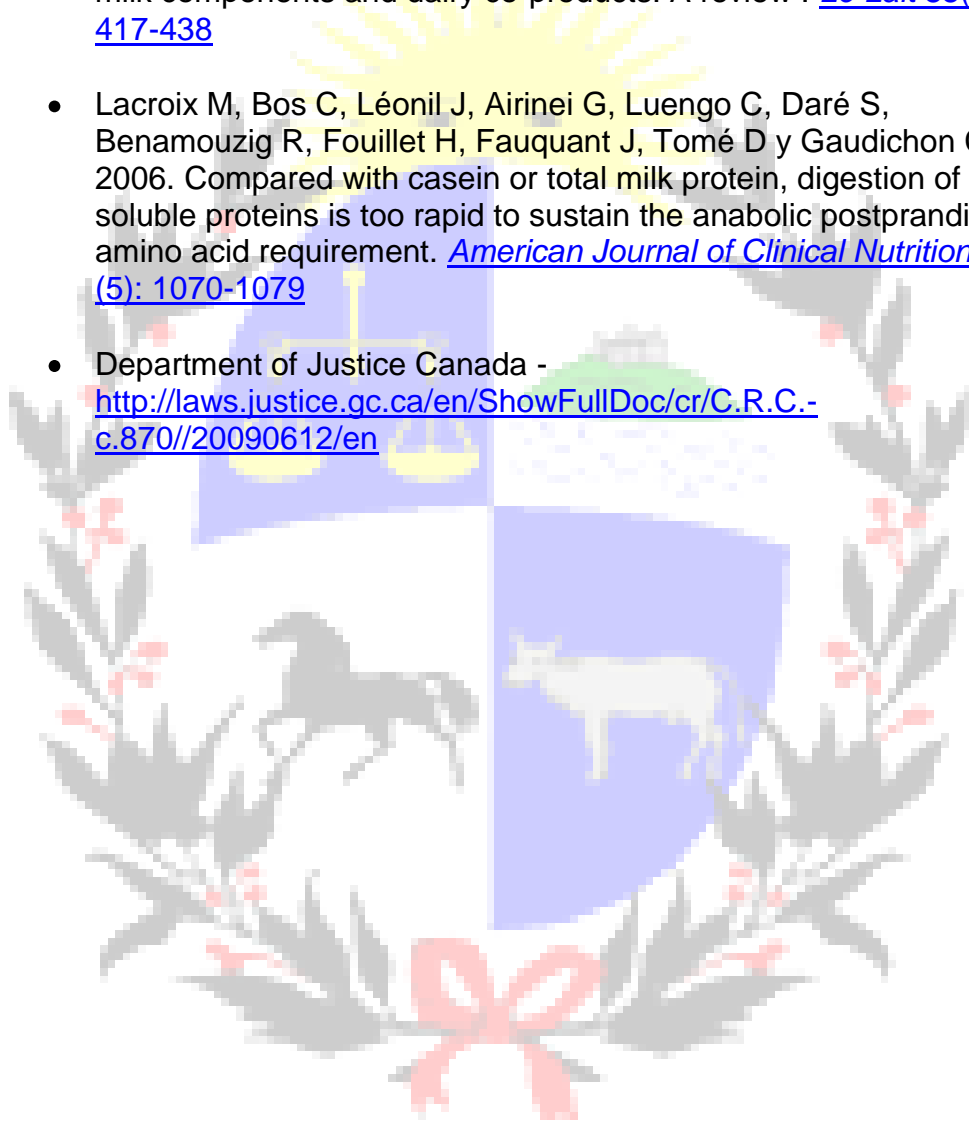 417-438
• Lacroix M, Bos C, Léonil J, Airinei G, Luengo C, Daré S,
Benamouzig R, Fouillet H, Fauquant J, Tomé D y Gaudichon
2006. Compared with casein or total milk protein, digestion of
soluble proteins is too rapid to sustain the anabolic postprandi
amino acid requirement. American Journal of Clinical Nutrition
(5): 1070-1079
• Department of Justice Canada -
http://laws.justice.gc.ca/en/ShowFullDoc/cr/C.R.C.-
c.870//20090612/en